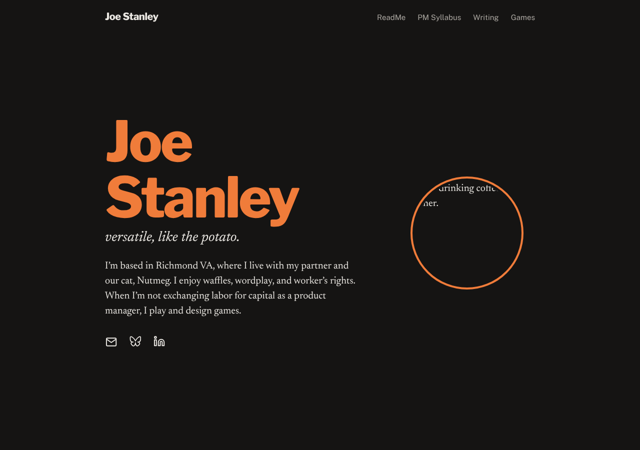 Joe Stanley
ReadMe PM Syllabus Writing Games
Joe
Stanley
versatile, like the potato.
I'm based in Richmond VA, where I live with my partner and
our cat, Nutmeg. I enjoy waffles, wordplay, and worker's rights.
When I'm not exchanging labor for capital as a product
manager, I play and design games.
drinking